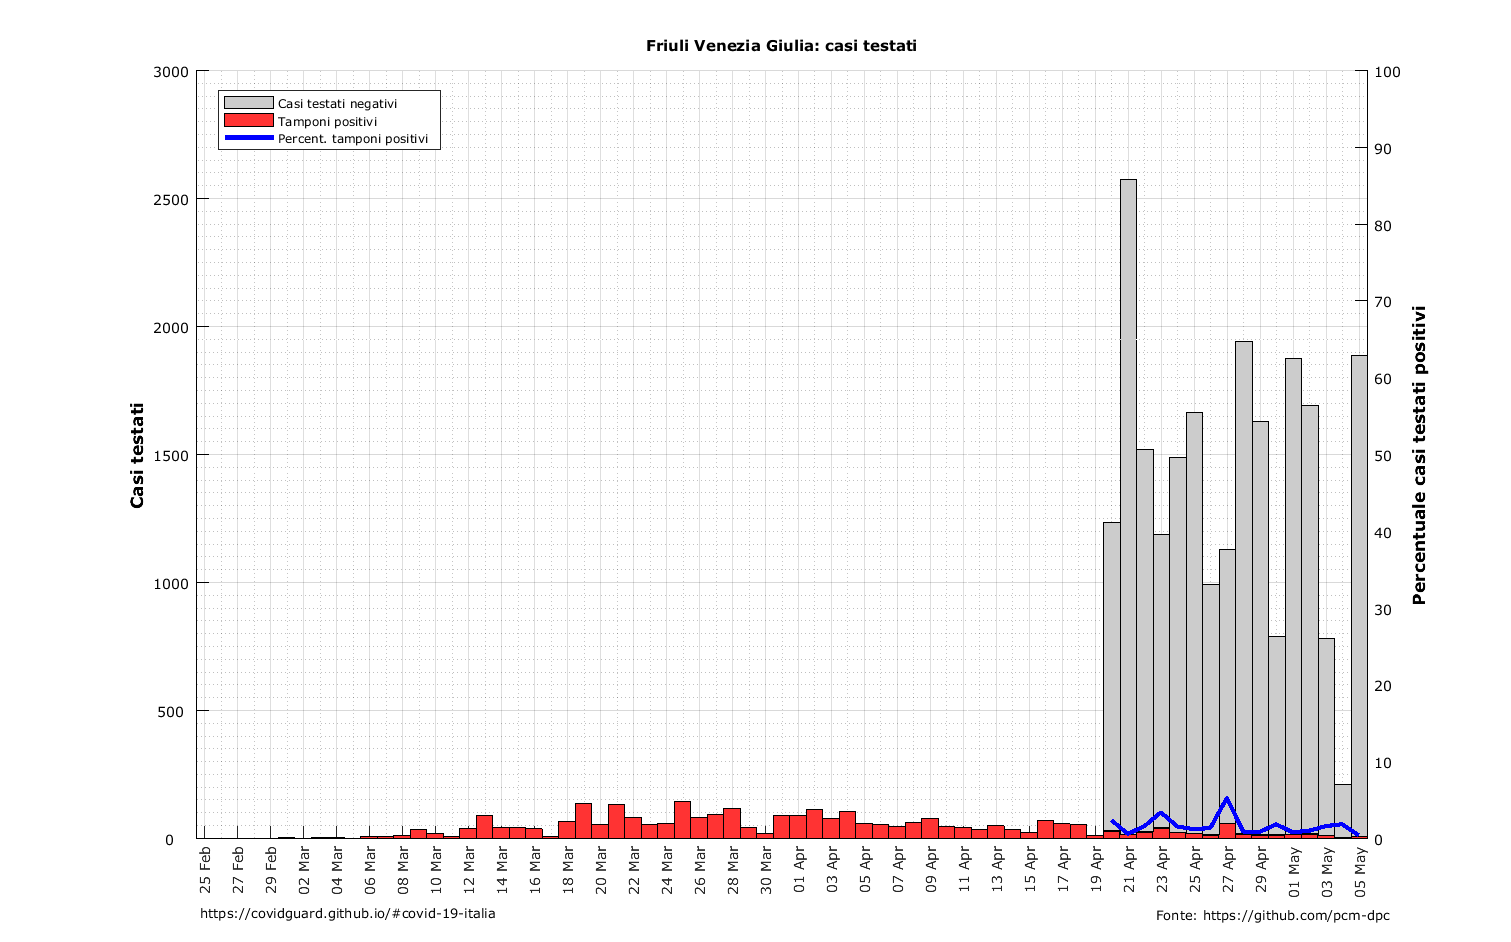 Friuli Venezia Giulia: casi testati
Casi testati negativi
Tamponi positivi
Percent. tamponi positivi
Casi testati
3000
2500
2000
1500
1000
500
0
100
90
80
70
60
50
40
30
20
10
0
Percentuale casi testati positivi
25 Feb
27 Feb
29 Feb
02 Mar
04 Mar
06 Mar
08 Mar
10 Mar
12 Mar
14 Mar
16 Mar
18 Mar
20 Mar
22 Mar
24 Mar
26 Mar
28 Mar
30 Mar
01 Apr
03 Apr
05 Apr
07 Apr
09 Apr
11 Apr
13 Apr
15 Apr
17 Apr
19 Apr
21 Apr
23 Apr
25 Apr
27 Apr
29 Apr
01 May
03 May
05 May
https://covidguard.github.io/#covid-19-italia
Fonte: https://github.com/pcm-dpc